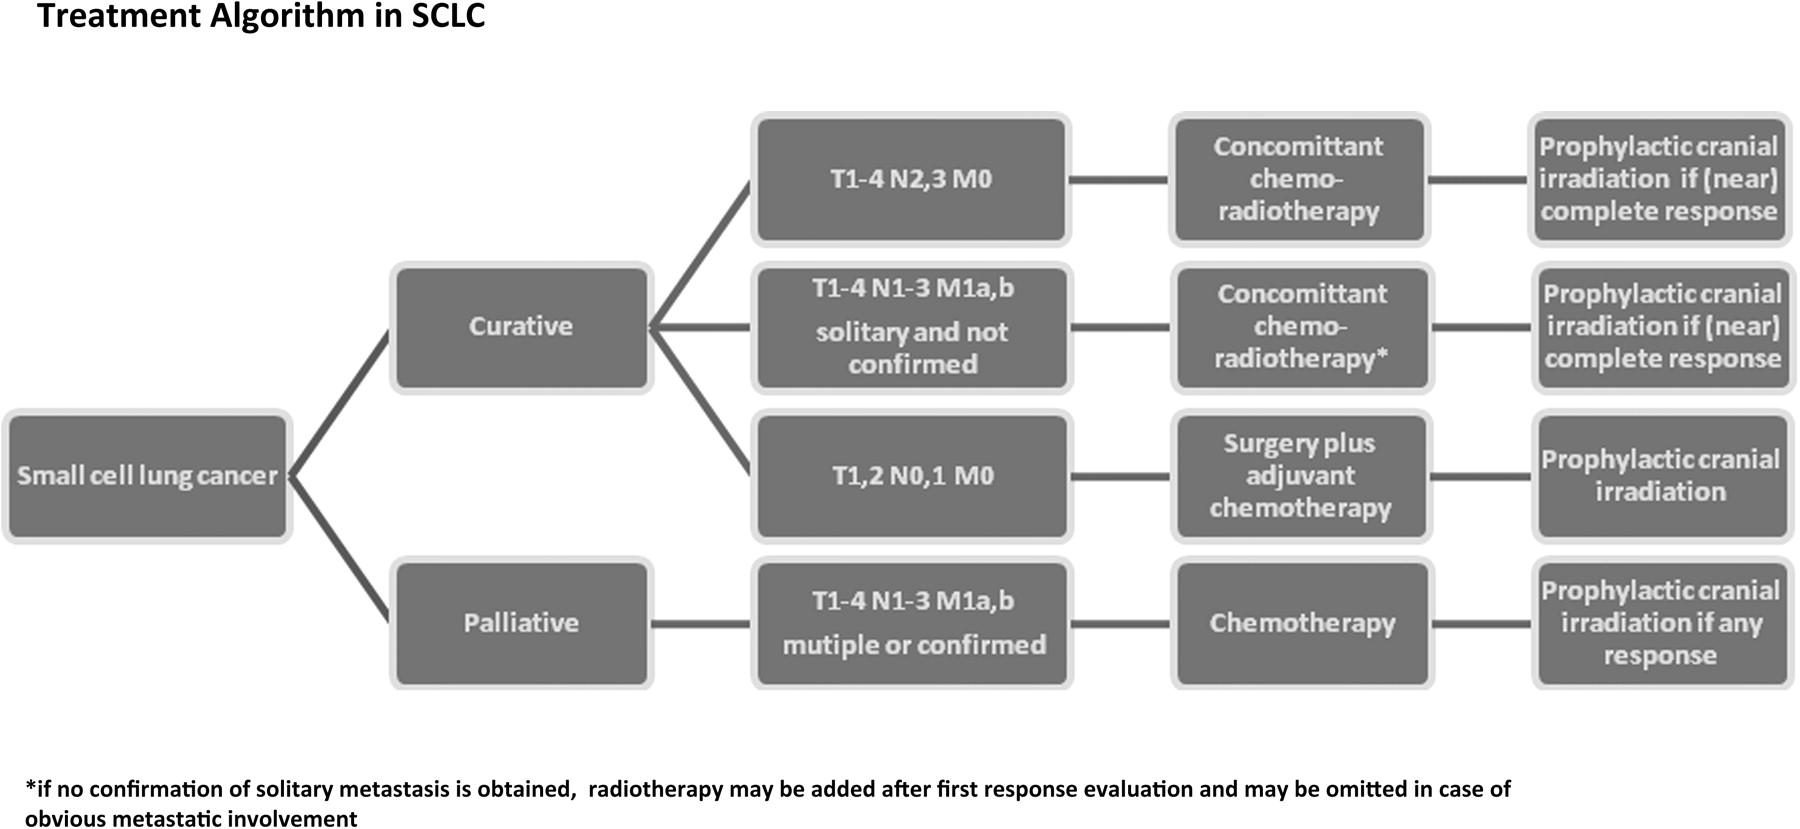 Treatment Algorithm in SCLC
Small cell lung cancer
Curative
T1-4 N2,3 M0
Concomittant
chemo-
radiotherapy
Prophylactic cranial
irradiation if (near)
complete response
T1-4 N1-3 M1a,b
solitary and not
confirmed
Concomittant
chemo-
radiotherapy*
Prophylactic cranial
irradiation if (near)
complete response
T1,2 N0,1 M0
Surgery plus
adjuvant
chemotherapy
Prophylactic cranial
irradiation
Palliative
T1-4 N1-3 M1a,b
mutiple or confirmed
Chemotherapy
Prophylactic cranial
irradiation if any
response
*if no confirmation of solitary metastasis is obtained, radiotherapy may be added after first response evaluation and may be omitted in case of
obvious metastatic involvement